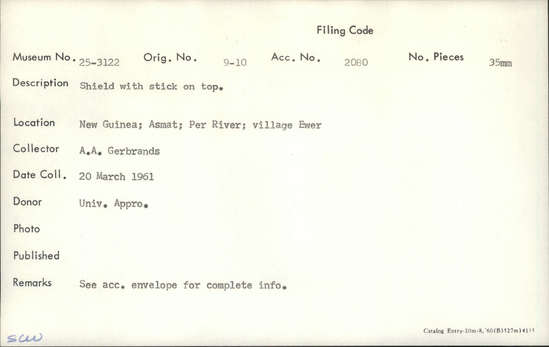 Filing Code
Museum No. 25-3122 Orig. No. 9-10 Acc. No. 2080 No. Pieces 35mm
Description Shield with stick on top.
Location New Guinea; Asmat; Per River; village Ewer
Collector A.A. Gerbrands
Date Coll. 20 March 1961
Donor Univ. Appro.
Photo
Published
Remarks See acc. envelope for complete info.
SCW
Catalog Entry-10m-8,'60